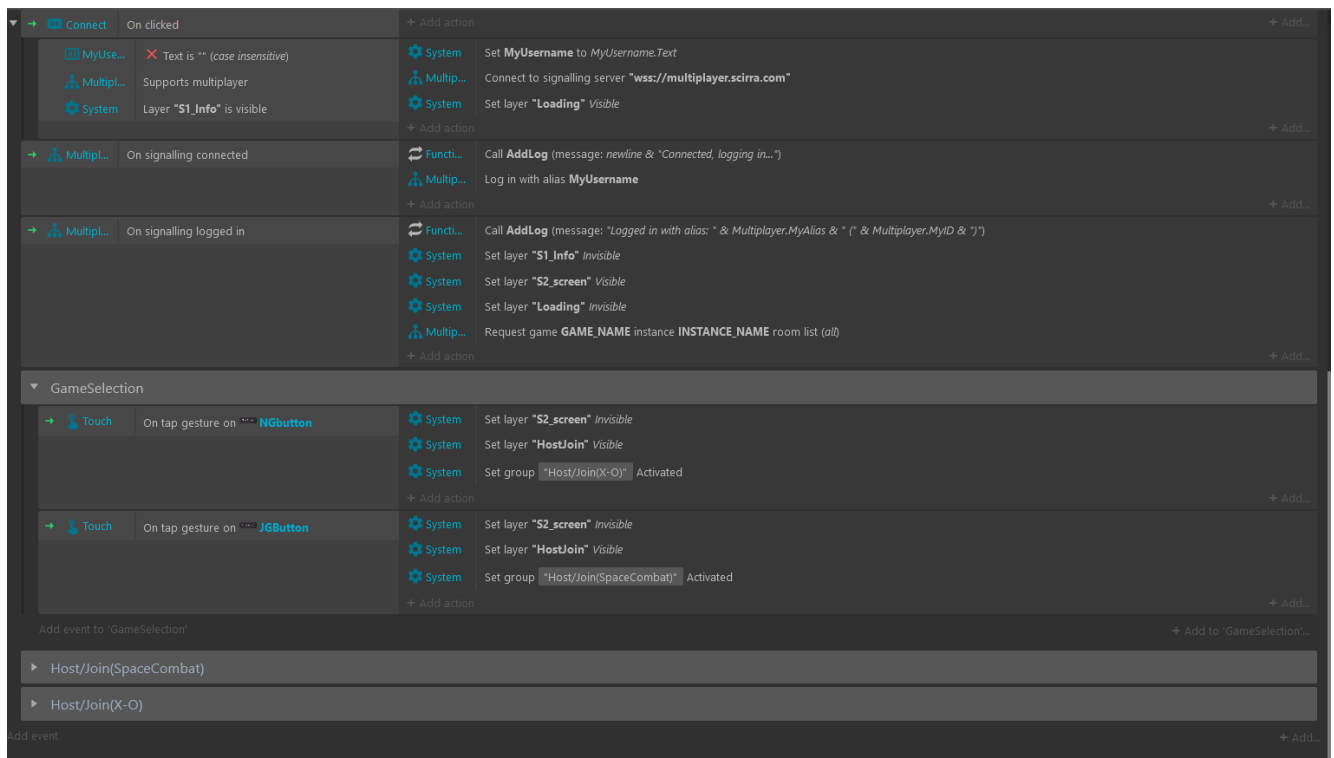 Connect On clicked + Add action + Add...
MyUse... Text is "" (case insensitive) System Set MyUsername to MyUsername.Text
Multipl... Supports multiplayer Multip... Connect to signalling server "wss://multiplayer.scirra.com"
System Layer "S1_Info" is visible System Set layer "Loading" Visible
+ Add action + Add...
Multipl... On signalling connected Functi... Call AddLog (message: newline & "Connected, logging in...")
Multip... Log in with alias MyUsername
+ Add action + Add...
Multipl... On signalling logged in Functi... Call AddLog (message: "Logged in with alias: " & Multiplayer.MyAlias & " (" & Multiplayer.MyID & ")")
System Set layer "S1_Info" Invisible
System Set layer "S2_screen" Visible
System Set layer "Loading" Invisible
Multip... Request game GAME_NAME instance INSTANCE_NAME room list (all)
+ Add action + Add...
GameSelection
Touch On tap gesture on NGbutton System Set layer "S2_screen" Invisible
System Set layer "HostJoin" Visible
System Set group "Host/Join(X-O)" Activated
+ Add action + Add...
Touch On tap gesture on JGButton System Set layer "S2_screen" Invisible
System Set layer "HostJoin" Visible
System Set group "Host/Join(SpaceCombat)" Activated
+ Add action + Add...
Add event to 'GameSelection' + Add to 'GameSelection'...
Host/Join(SpaceCombat)
Host/Join(X-O)
Add event + Add...